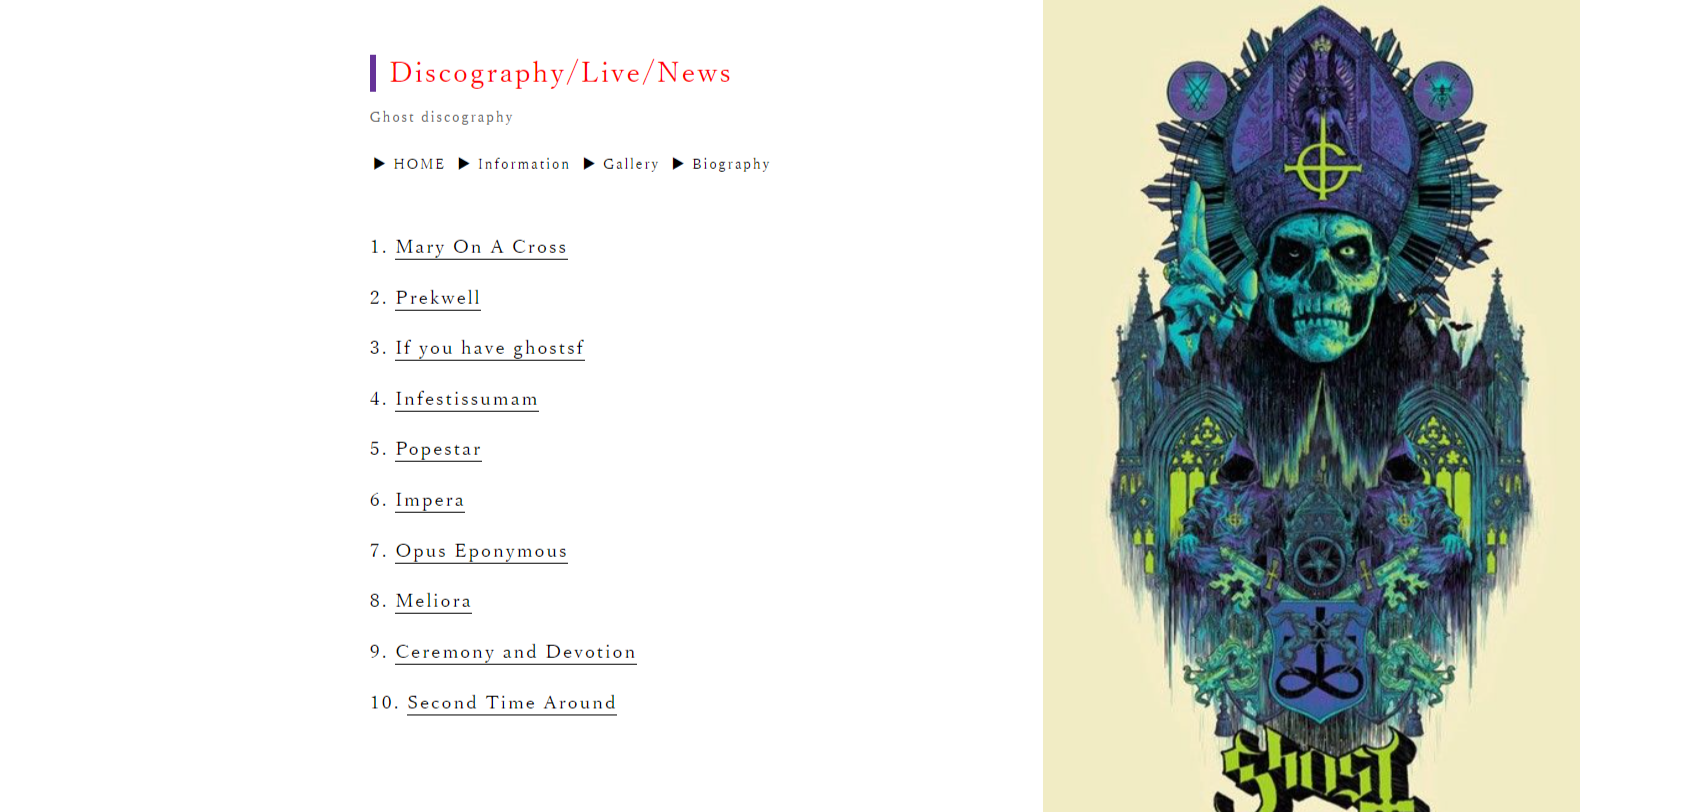 Discography/Live/News
Ghost discography
▶ HOME ▶ Information ▶ Gallery ▶ Biography
1. Mary On A Cross
2. Prekwell
3. If you have ghostsf
4. Infestissumam
5. Popestar
6. Impera
7. Opus Eponymous
8. Meliora
9. Ceremony and Devotion
10. Second Time Around
Ghost